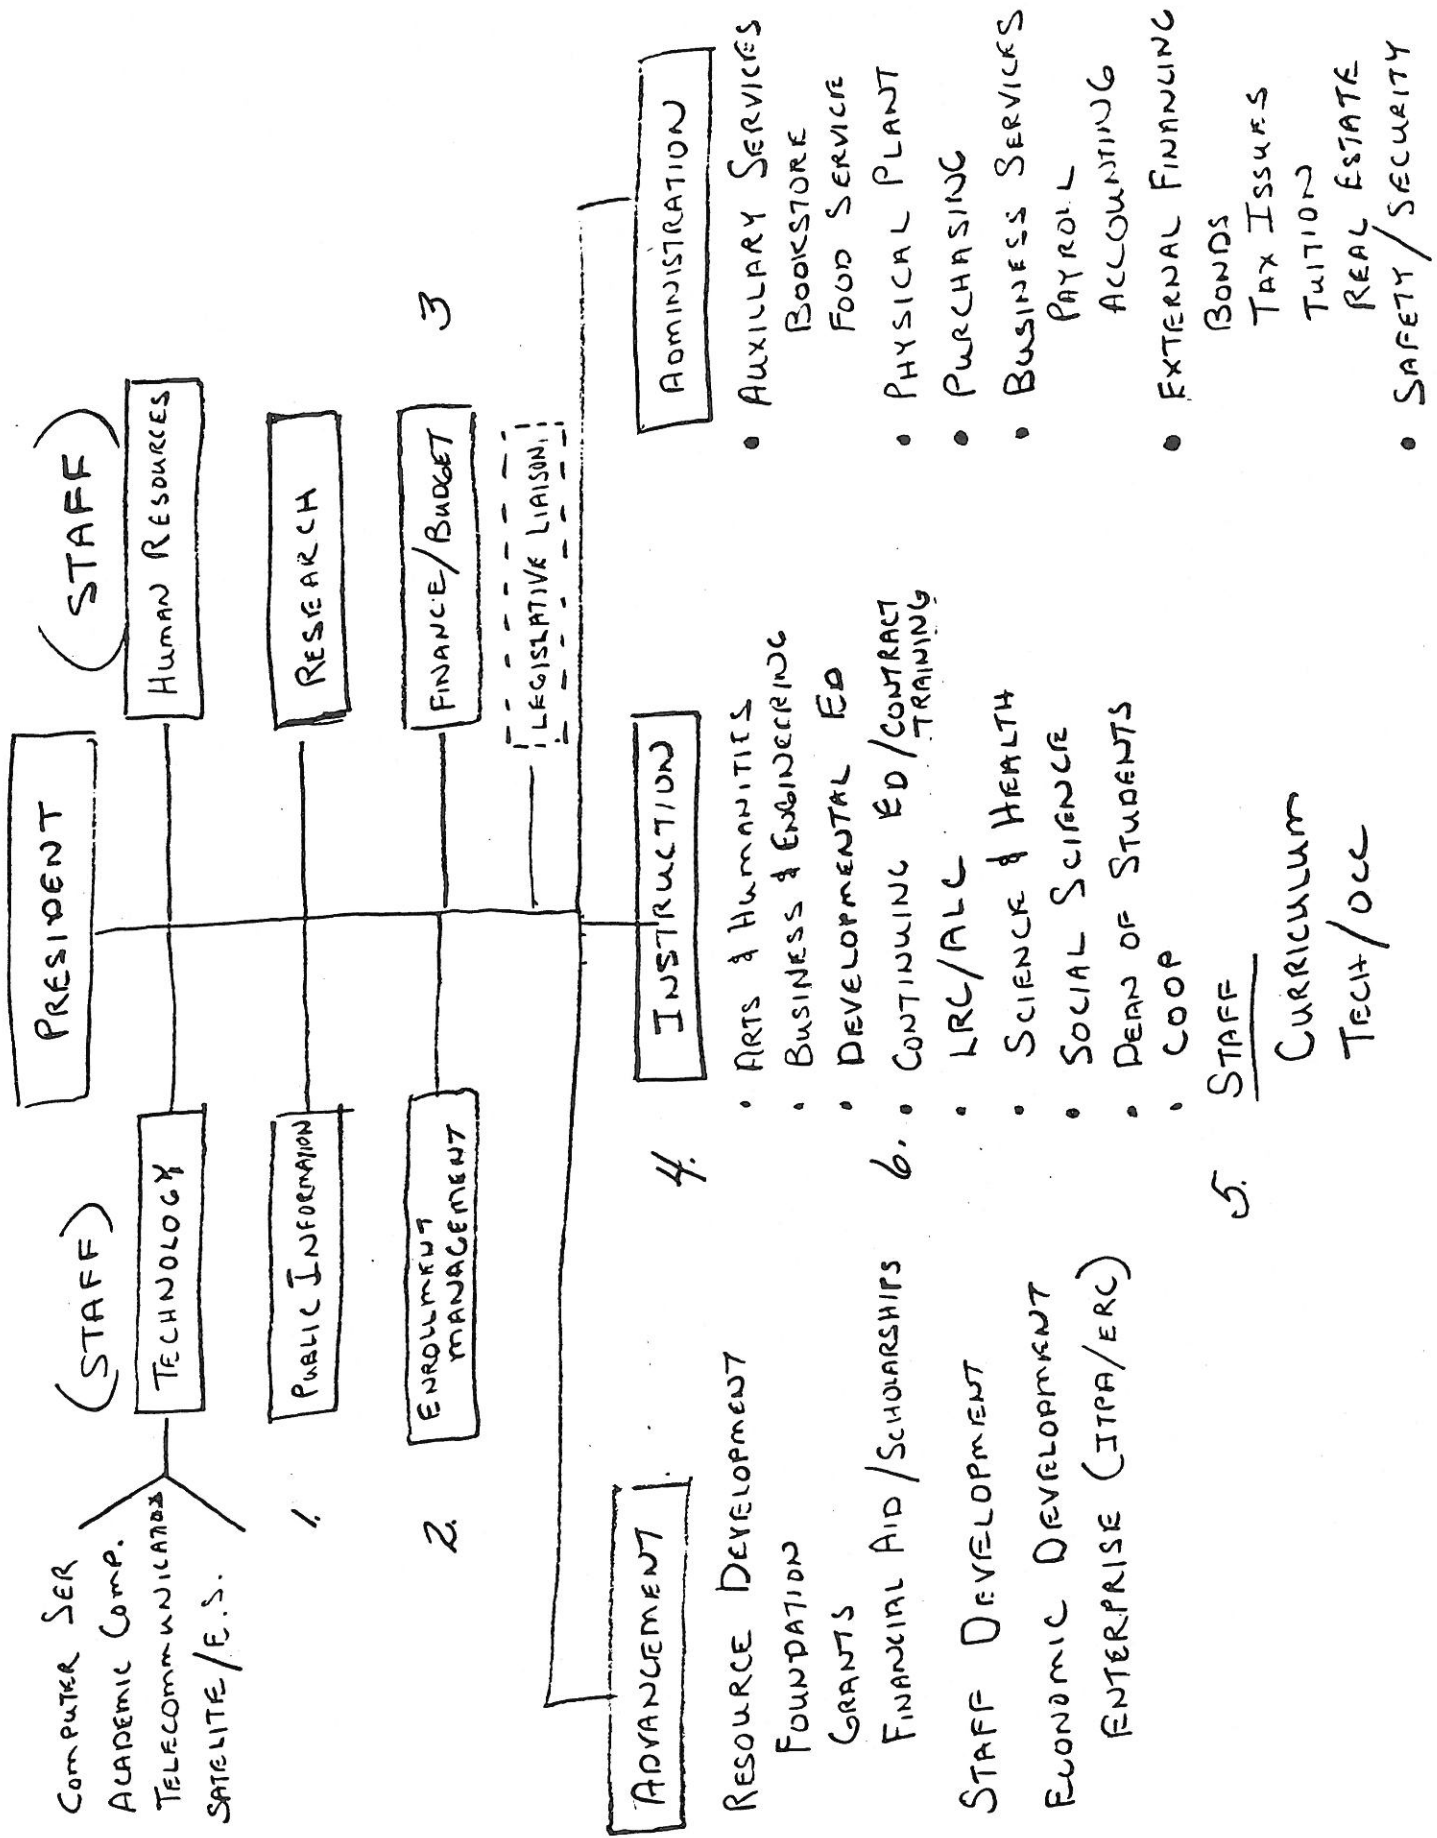 PRESIDENT
(STAFF)
(STAFF)
COMPUTER SER
ACADEMIC COMP.
TELECOMMUNICATION
SATELITE/E.S.
TECHNOLOGY
HUMAN RESOURCES
1.
PUBLIC INFORMATION
RESEARCH
2.
ENROLLMENT
MANAGEMENT
FINANCE/BUDGET
3
LEGISLATIVE LIAISON
ADVANCEMENT
RESOURCE DEVELOPMENT
FOUNDATION
GRANTS
FINANCIAL AID/SCHOLARSHIPS
STAFF DEVELOPMENT
ECONOMIC DEVELOPMENT
ENTERPRISE (JTPA/ERC)
INSTRUCTION
4.
• ARTS & HUMANITIES
• BUSINESS & ENGINEERING
• DEVELOPMENTAL ED
6. • CONTINUING ED/CONTRACT
TRAINING
• LRC/ALC
• SCIENCE & HEALTH
• SOCIAL SCIENCE
• DEAN OF STUDENTS
• COOP
5. STAFF
CURRICULUM
TECH/OCC
ADMINISTRATION
• AUXILLARY SERVICES
BOOKSTORE
FOOD SERVICE
• PHYSICAL PLANT
• PURCHASING
• BUSINESS SERVICES
PAYROLL
ACCOUNTING
• EXTERNAL FINANCING
BONDS
TAX ISSUES
TUITION
REAL ESTATE
• SAFETY/SECURITY